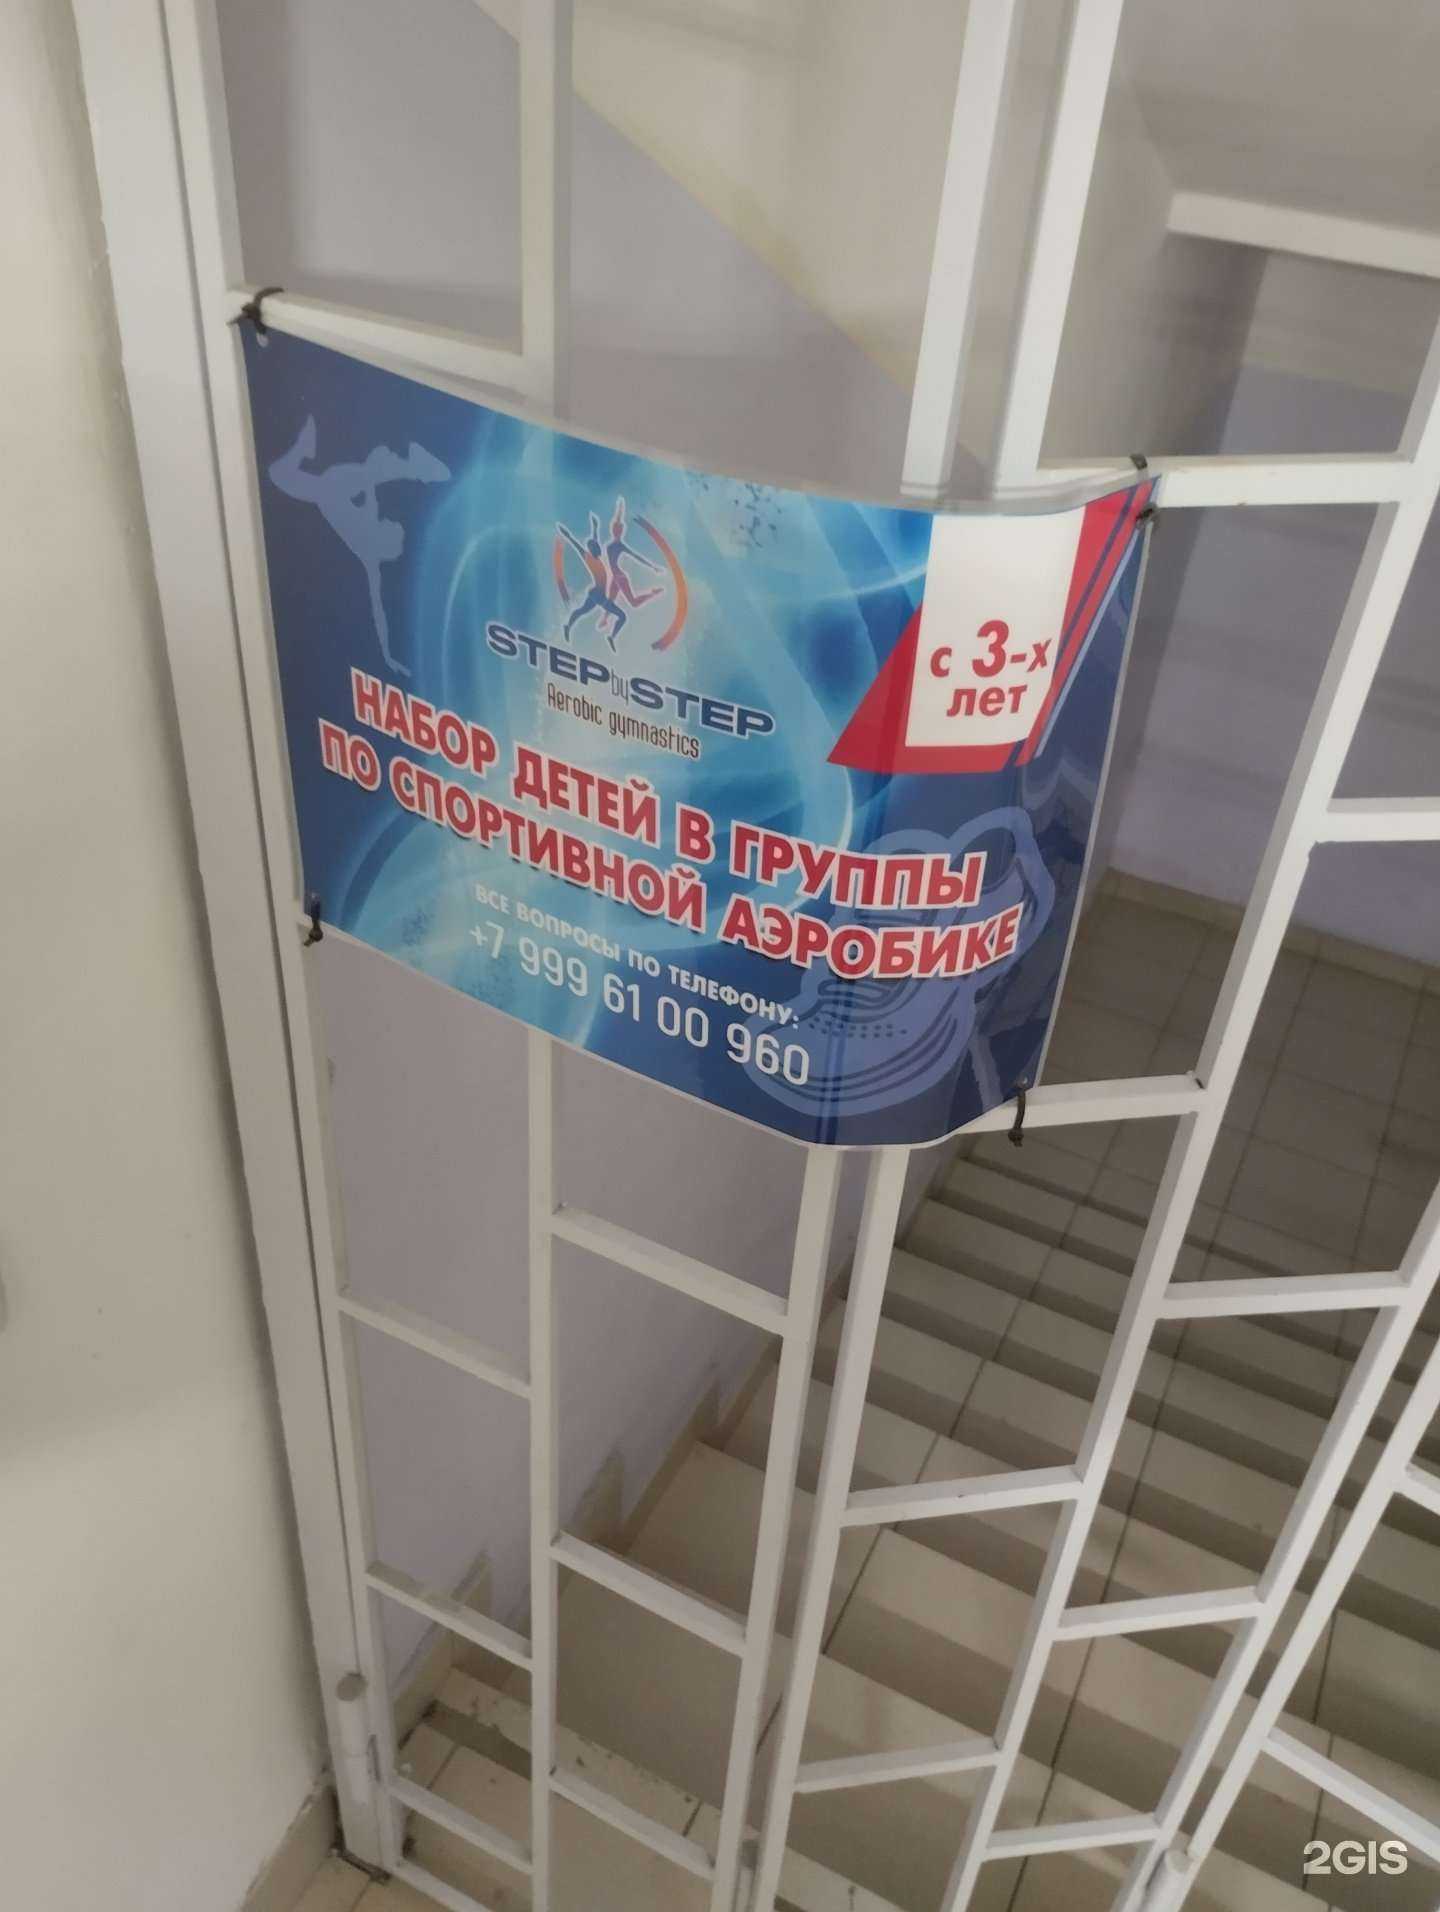 с 3-х
лет
STEP by STEP
Aerobic gymnastics
НАБОР ДЕТЕЙ В ГРУППЫ
ПО СПОРТИВНОЙ АЭРОБИКЕ
ВСЕ ВОПРОСЫ ПО ТЕЛЕФОНУ:
+7 999 61 00 960
2GIS